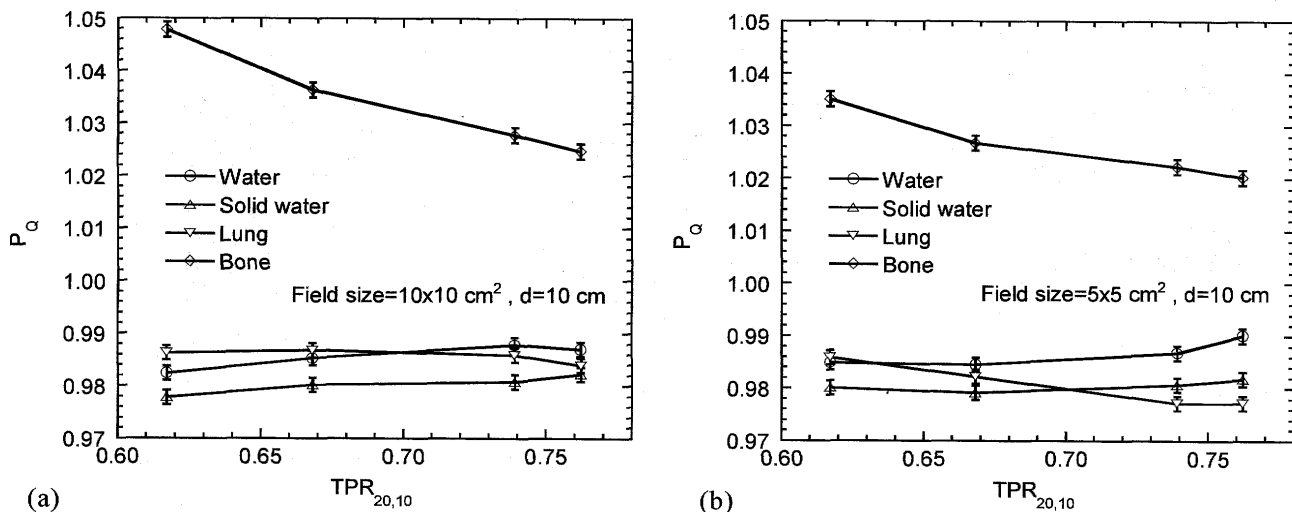 1.05
1.04
1.03
1.02
1.01
1.00
0.99
0.98
0.97
P_Q
Water
Solid water
Lung
Bone
Field size=10x10 cm² , d=10 cm
0.60 0.65 0.70 0.75
TPR_20,10
(a)
1.05
1.04
1.03
1.02
1.01
1.00
0.99
0.98
0.97
P_Q
Water
Solid water
Lung
Bone
Field size=5x5 cm² , d=10 cm
0.60 0.65 0.70 0.75
TPR_20,10
(b)